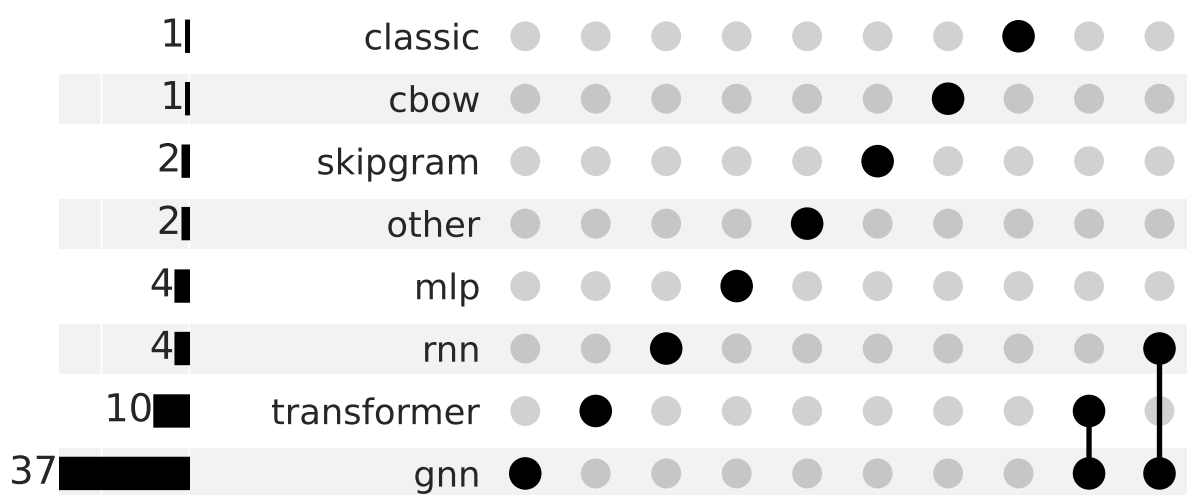 1 classic
1 cbow
2 skipgram
2 other
4 mlp
4 rnn
10 transformer
37 gnn